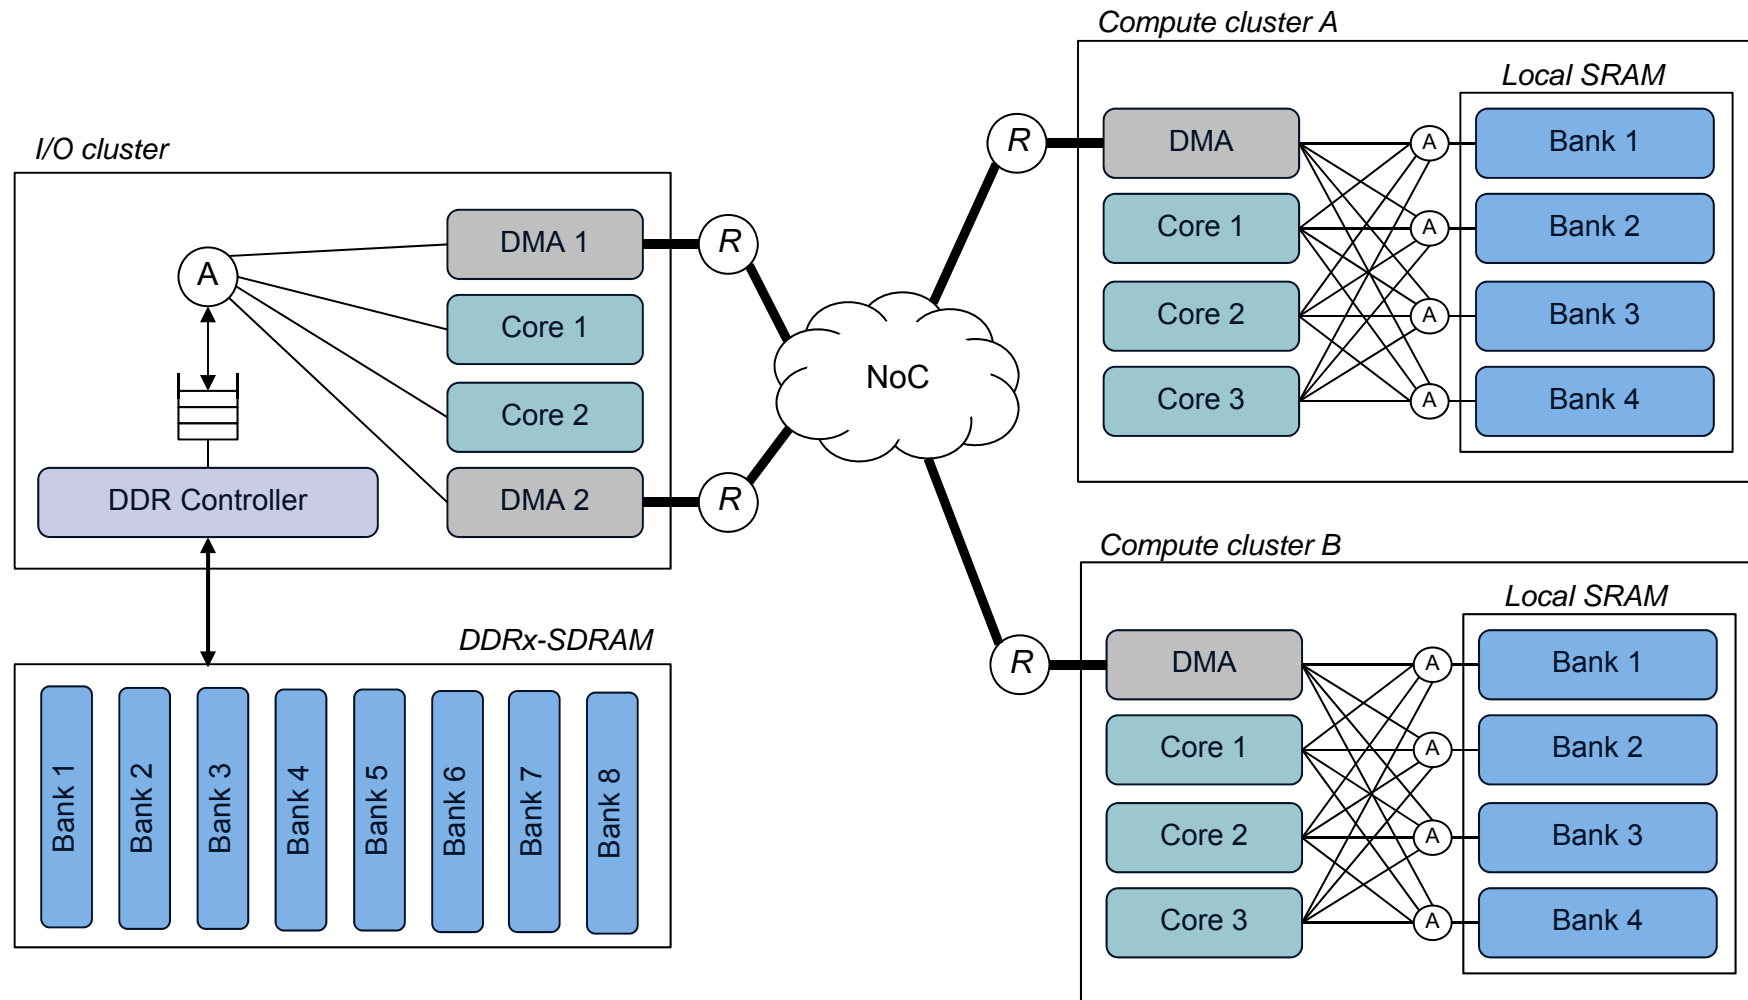 I/O cluster
A
DMA 1
Core 1
Core 2
DMA 2
DDR Controller
R
R
DDRx-SDRAM
Bank 1
Bank 2
Bank 3
Bank 4
Bank 5
Bank 6
Bank 7
Bank 8
NoC
R
R
Compute cluster A
Local SRAM
DMA
A
Bank 1
Core 1
A
Bank 2
Core 2
A
Bank 3
Core 3
A
Bank 4
Compute cluster B
Local SRAM
DMA
A
Bank 1
Core 1
A
Bank 2
Core 2
A
Bank 3
Core 3
A
Bank 4